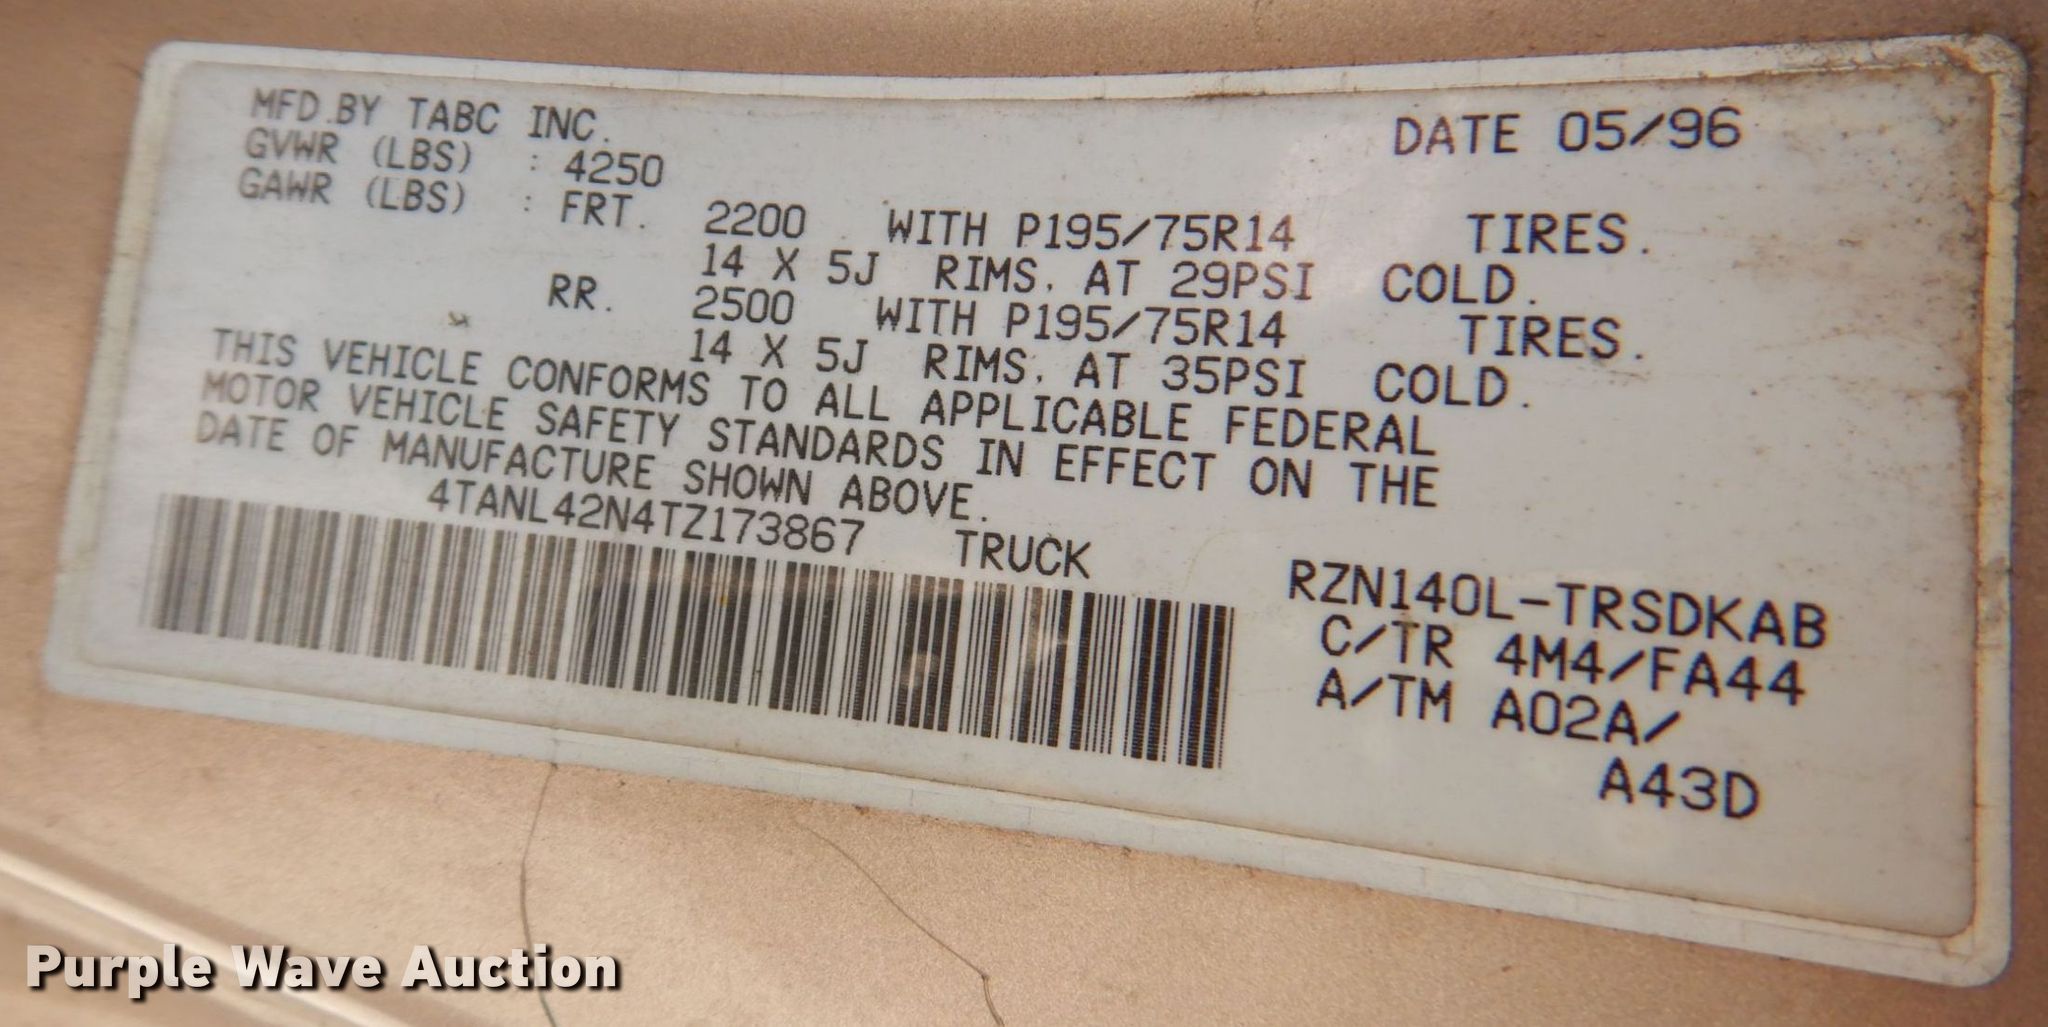 MFD.BY TABC INC. DATE 05/96
GVWR (LBS) : 4250
GAWR (LBS) : FRT. 2200 WITH P195/75R14 TIRES.
14 X 5J RIMS, AT 29PSI COLD.
RR. 2500 WITH P195/75R14 TIRES.
14 X 5J RIMS, AT 35PSI COLD.
THIS VEHICLE CONFORMS TO ALL APPLICABLE FEDERAL
MOTOR VEHICLE SAFETY STANDARDS IN EFFECT ON THE
DATE OF MANUFACTURE SHOWN ABOVE.
4TANL42N4TZ173867 TRUCK
RZN140L-TRSDKAB
C/TR 4M4/FA44
A/TM A02A/
A43D
Purple Wave Auction